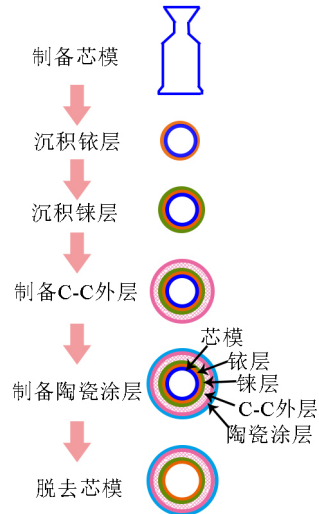 制备芯模
沉积铱层
沉积铼层
制备C-C外层
制备陶瓷涂层
芯模
铱层
铼层
C-C外层
陶瓷涂层
脱去芯模